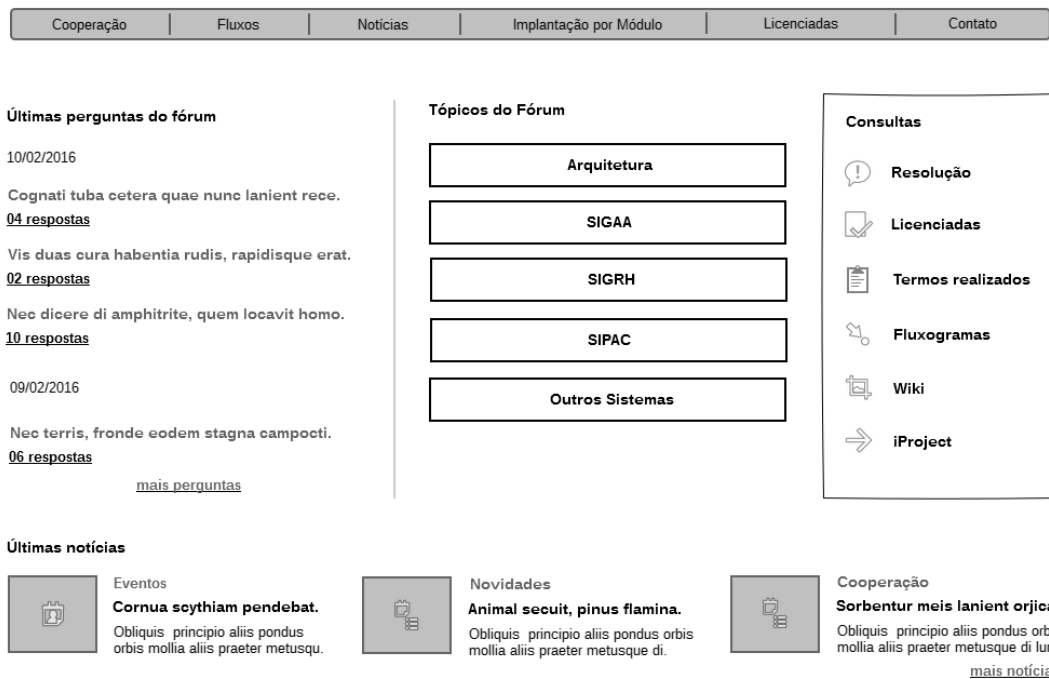 Cooperação
Fluxos
Notícias
Implantação por Módulo
Licenciadas
Contato
Últimas perguntas do fórum
10/02/2016
Cognati tuba cetera quae nunc lanient rece.
04 respostas
Vis duas cura habentia rudis, rapidisque erat.
02 respostas
Nec dicere di amphitrite, quem locavit homo.
10 respostas
09/02/2016
Nec terris, fronde eodem stagna campocti.
06 respostas
mais perguntas
Tópicos do Fórum
Arquitetura
SIGAA
SIGRH
SIPAC
Outros Sistemas
Consultas
Resolução
Licenciadas
Termos realizados
Fluxogramas
Wiki
iProject
Últimas notícias
Eventos
Cornua scythiam pendebat.
Obliquis principio aliis pondus
orbis mollia aliis praeter metusqu.
Novidades
Animal secuit, pinus flamina.
Obliquis principio aliis pondus orbis
mollia aliis praeter metusque di.
Cooperação
Sorbentur meis lanient
Obliquis principio aliis pondus
mollia aliis praeter metusque di
mais